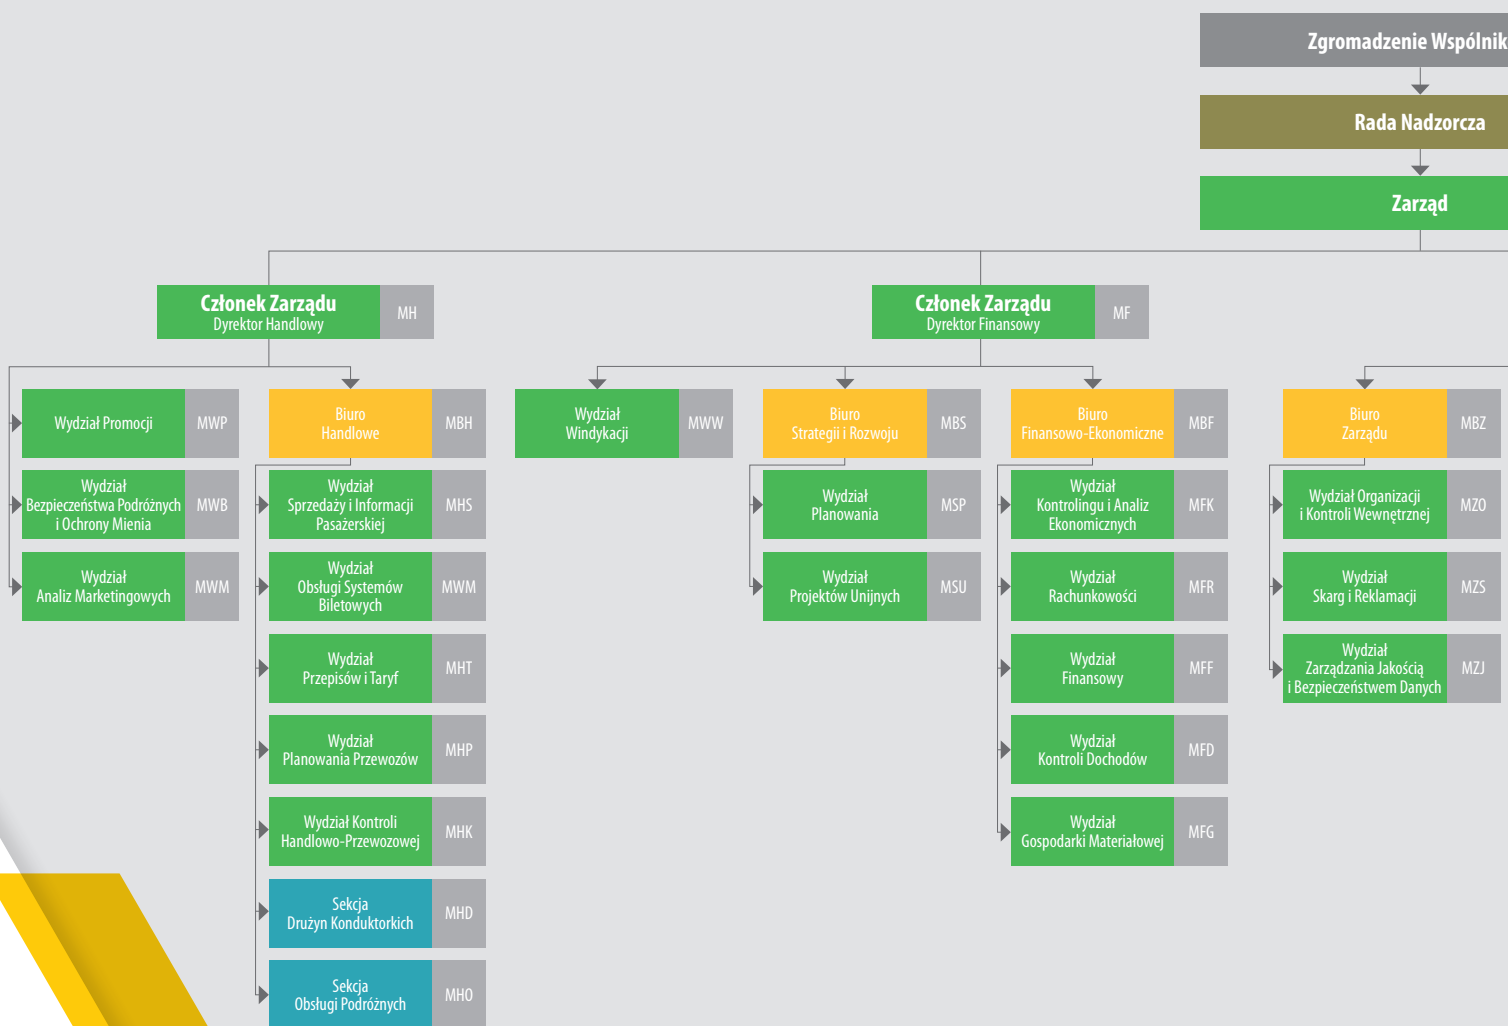 Zgromadzenie Wspólnik
Rada Nadzorcza
Zarząd
Członek Zarządu
Dyrektor Handlowy
MH
Członek Zarządu
Dyrektor Finansowy
MF
Wydział Promocji
MWP
Wydział
Bezpieczeństwa Podróżnych
i Ochrony Mienia
MWB
Wydział
Analiz Marketingowych
MWM
Biuro
Handlowe
MBH
Wydział
Sprzedaży i Informacji
Pasażerskiej
MHS
Wydział
Obsługi Systemów
Biletowych
MWM
Wydział
Przepisów i Taryf
MHT
Wydział
Planowania Przewozów
MHP
Wydział Kontroli
Handlowo-Przewozowej
MHK
Sekcja
Drużyn Konduktorkich
MHD
Sekcja
Obsługi Podróżnych
MHO
Wydział
Windykacji
MWW
Biuro
Strategii i Rozwoju
MBS
Wydział
Planowania
MSP
Wydział
Projektów Unijnych
MSU
Biuro
Finansowo-Ekonomiczne
MBF
Wydział
Kontrolingu i Analiz
Ekonomicznych
MFK
Wydział
Rachunkowości
MFR
Wydział
Finansowy
MFF
Wydział
Kontroli Dochodów
MFD
Wydział
Gospodarki Materiałowej
MFG
Biuro
Zarządu
MBZ
Wydział Organizacji
i Kontroli Wewnętrznej
MZO
Wydział
Skarg i Reklamacji
MZS
Wydział
Zarządzania Jakością
i Bezpieczeństwem Danych
MZJ